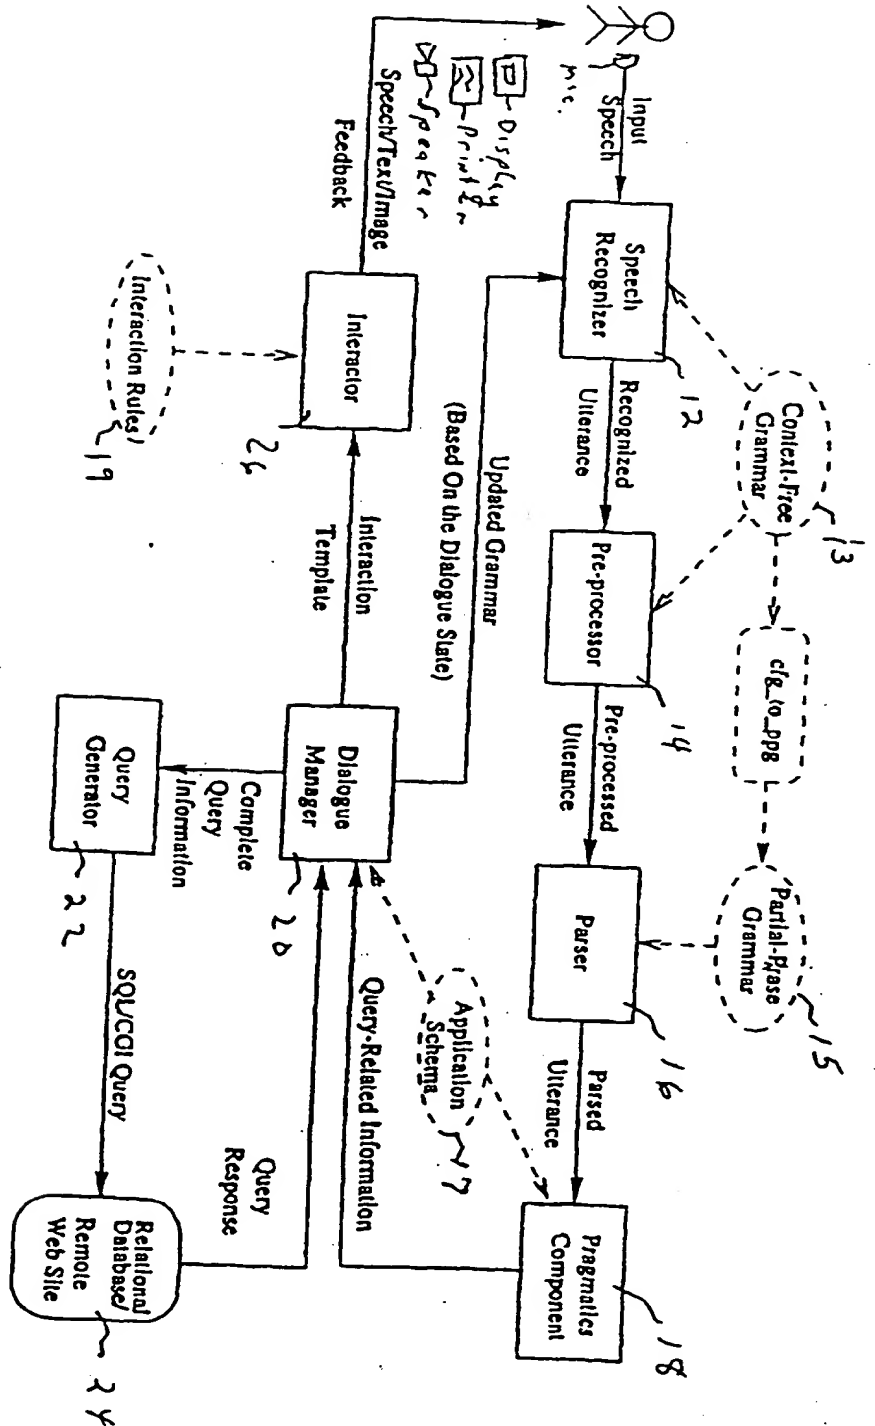 Context-Free
Grammar
13
cfg_to_ppg
Partial-Phrase
Grammar
15
mic.
Input
Speech
Speech
Recognizer
12
Recognized
Utterance
Pre-processor
14
Pre-processed
Utterance
Parser
16
Parsed
Utterance
Pragmatics
Component
18
Display
Printer
Speaker
Speech/Text/Image
Feedback
Updated Grammar
(Based On the Dialogue State)
Application
Schema
17
Interactor
26
Interaction
Template
Dialogue
Manager
20
Query-Related Information
Interaction Rules
19
Complete
Query
Information
Query
Response
Query
Generator
22
SQL/CGI Query
Relational
Database/
Remote
Web Site
24